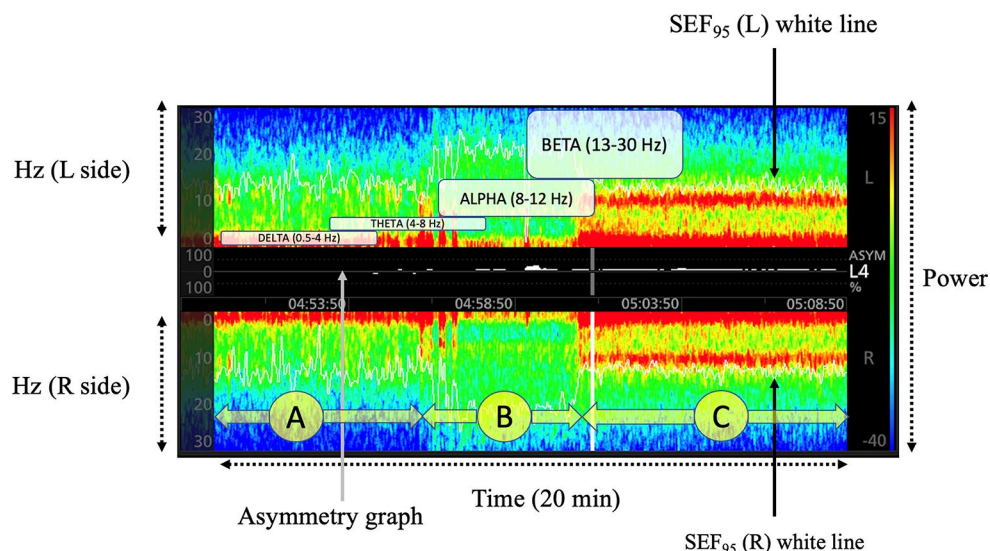 SEF95 (L) white line
Hz (L side)
30
20
10
0
BETA (13-30 Hz)
ALPHA (8-12 Hz)
THETA (4-8 Hz)
DELTA (0.5-4 Hz)
15
L
100
0
100
ASYM
L4
%
Power
04:53:50 04:58:50 05:03:50 05:08:50
Hz (R side)
0
10
20
30
R
-40
A B C
Time (20 min)
Asymmetry graph
SEF95 (R) white line